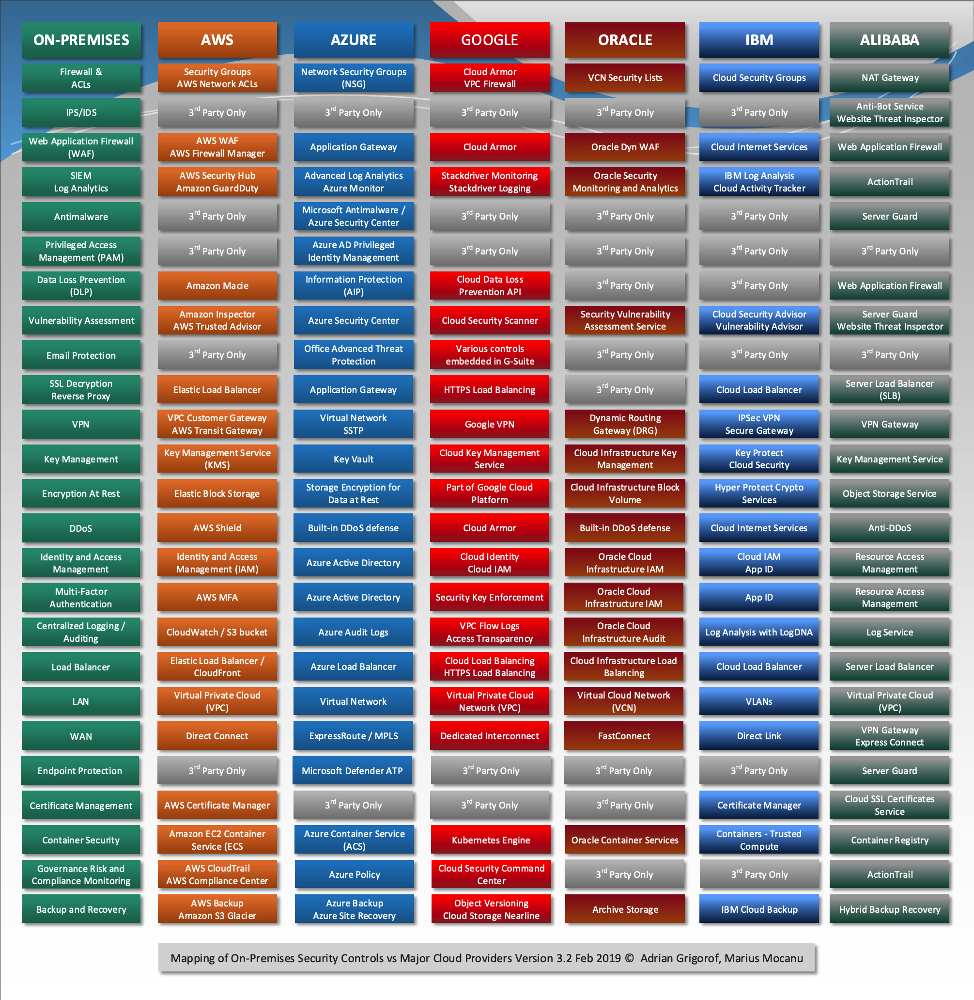 ON-PREMISES
AWS
AZURE
GOOGLE
ORACLE
IBM
ALIBABA
Firewall &
ACLs
Security Groups
AWS Network ACLs
Network Security Groups
(NSG)
Cloud Armor
VPC Firewall
VCN Security Lists
Cloud Security Groups
NAT Gateway
IPS/IDS
3rd Party Only
3rd Party Only
3rd Party Only
3rd Party Only
3rd Party Only
Anti-Bot Service
Website Threat Inspector
Web Application Firewall
(WAF)
AWS WAF
AWS Firewall Manager
Application Gateway
Cloud Armor
Oracle Dyn WAF
Cloud Internet Services
Web Application Firewall
SIEM
Log Analytics
AWS Security Hub
Amazon GuardDuty
Advanced Log Analytics
Azure Monitor
Stackdriver Monitoring
Stackdriver Logging
Oracle Security
Monitoring and Analytics
IBM Log Analysis
Cloud Activity Tracker
ActionTrail
Antimalware
3rd Party Only
Microsoft Antimalware /
Azure Security Center
3rd Party Only
3rd Party Only
3rd Party Only
Server Guard
Privileged Access
Management (PAM)
3rd Party Only
Azure AD Privileged
Identity Management
3rd Party Only
3rd Party Only
3rd Party Only
3rd Party Only
Data Loss Prevention
(DLP)
Amazon Macie
Information Protection
(AIP)
Cloud Data Loss
Prevention API
3rd Party Only
3rd Party Only
Web Application Firewall
Vulnerability Assessment
Amazon Inspector
AWS Trusted Advisor
Azure Security Center
Cloud Security Scanner
Security Vulnerability
Assessment Service
Cloud Security Advisor
Vulnerability Advisor
Server Guard
Website Threat Inspector
Email Protection
3rd Party Only
Office Advanced Threat
Protection
Various controls
embedded in G-Suite
3rd Party Only
3rd Party Only
3rd Party Only
SSL Decryption
Reverse Proxy
Elastic Load Balancer
Application Gateway
HTTPS Load Balancing
3rd Party Only
Cloud Load Balancer
Server Load Balancer
(SLB)
VPN
VPC Customer Gateway
AWS Transit Gateway
Virtual Network
SSTP
Google VPN
Dynamic Routing
Gateway (DRG)
IPSec VPN
Secure Gateway
VPN Gateway
Key Management
Key Management Service
(KMS)
Key Vault
Cloud Key Management
Service
Cloud Infrastructure Key
Management
Key Protect
Cloud Security
Key Management Service
Encryption At Rest
Elastic Block Storage
Storage Encryption for
Data at Rest
Part of Google Cloud
Platform
Cloud Infrastructure Block
Volume
Hyper Protect Crypto
Services
Object Storage Service
DDoS
AWS Shield
Built-in DDoS defense
Cloud Armor
Built-in DDoS defense
Cloud Internet Services
Anti-DDoS
Identity and Access
Management
Identity and Access
Management (IAM)
Azure Active Directory
Cloud Identity
Cloud IAM
Oracle Cloud
Infrastructure IAM
Cloud IAM
App ID
Resource Access
Management
Multi-Factor
Authentication
AWS MFA
Azure Active Directory
Security Key Enforcement
Oracle Cloud
Infrastructure IAM
App ID
Resource Access
Management
Centralized Logging /
Auditing
CloudWatch / S3 bucket
Azure Audit Logs
VPC Flow Logs
Access Transparency
Oracle Cloud
Infrastructure Audit
Log Analysis with LogDNA
Log Service
Load Balancer
Elastic Load Balancer /
CloudFront
Azure Load Balancer
Cloud Load Balancing
HTTPS Load Balancing
Cloud Infrastructure Load
Balancing
Cloud Load Balancer
Server Load Balancer
LAN
Virtual Private Cloud
(VPC)
Virtual Network
Virtual Private Cloud
Network (VPC)
Virtual Cloud Network
(VCN)
VLANs
Virtual Private Cloud
(VPC)
WAN
Direct Connect
ExpressRoute / MPLS
Dedicated Interconnect
FastConnect
Direct Link
VPN Gateway
Express Connect
Endpoint Protection
3rd Party Only
Microsoft Defender ATP
3rd Party Only
3rd Party Only
3rd Party Only
Server Guard
Certificate Management
AWS Certificate Manager
3rd Party Only
3rd Party Only
3rd Party Only
Certificate Manager
Cloud SSL Certificates
Service
Container Security
Amazon EC2 Container
Service (ECS
Azure Container Service
(ACS)
Kubernetes Engine
Oracle Container Services
Containers - Trusted
Compute
Container Registry
Governance Risk and
Compliance Monitoring
AWS CloudTrail
AWS Compliance Center
Azure Policy
Cloud Security Command
Center
3rd Party Only
3rd Party Only
ActionTrail
Backup and Recovery
AWS Backup
Amazon S3 Glacier
Azure Backup
Azure Site Recovery
Object Versioning
Cloud Storage Nearline
Archive Storage
IBM Cloud Backup
Hybrid Backup Recovery
Mapping of On-Premises Security Controls vs Major Cloud Providers Version 3.2 Feb 2019 © Adrian Grigorof, Marius Mocanu